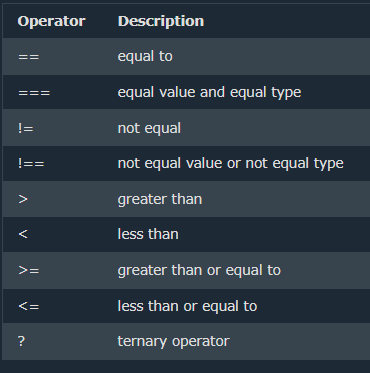 Operator Description
== equal to
=== equal value and equal type
!= not equal
!== not equal value or not equal type
> greater than
< less than
>= greater than or equal to
<= less than or equal to
? ternary operator